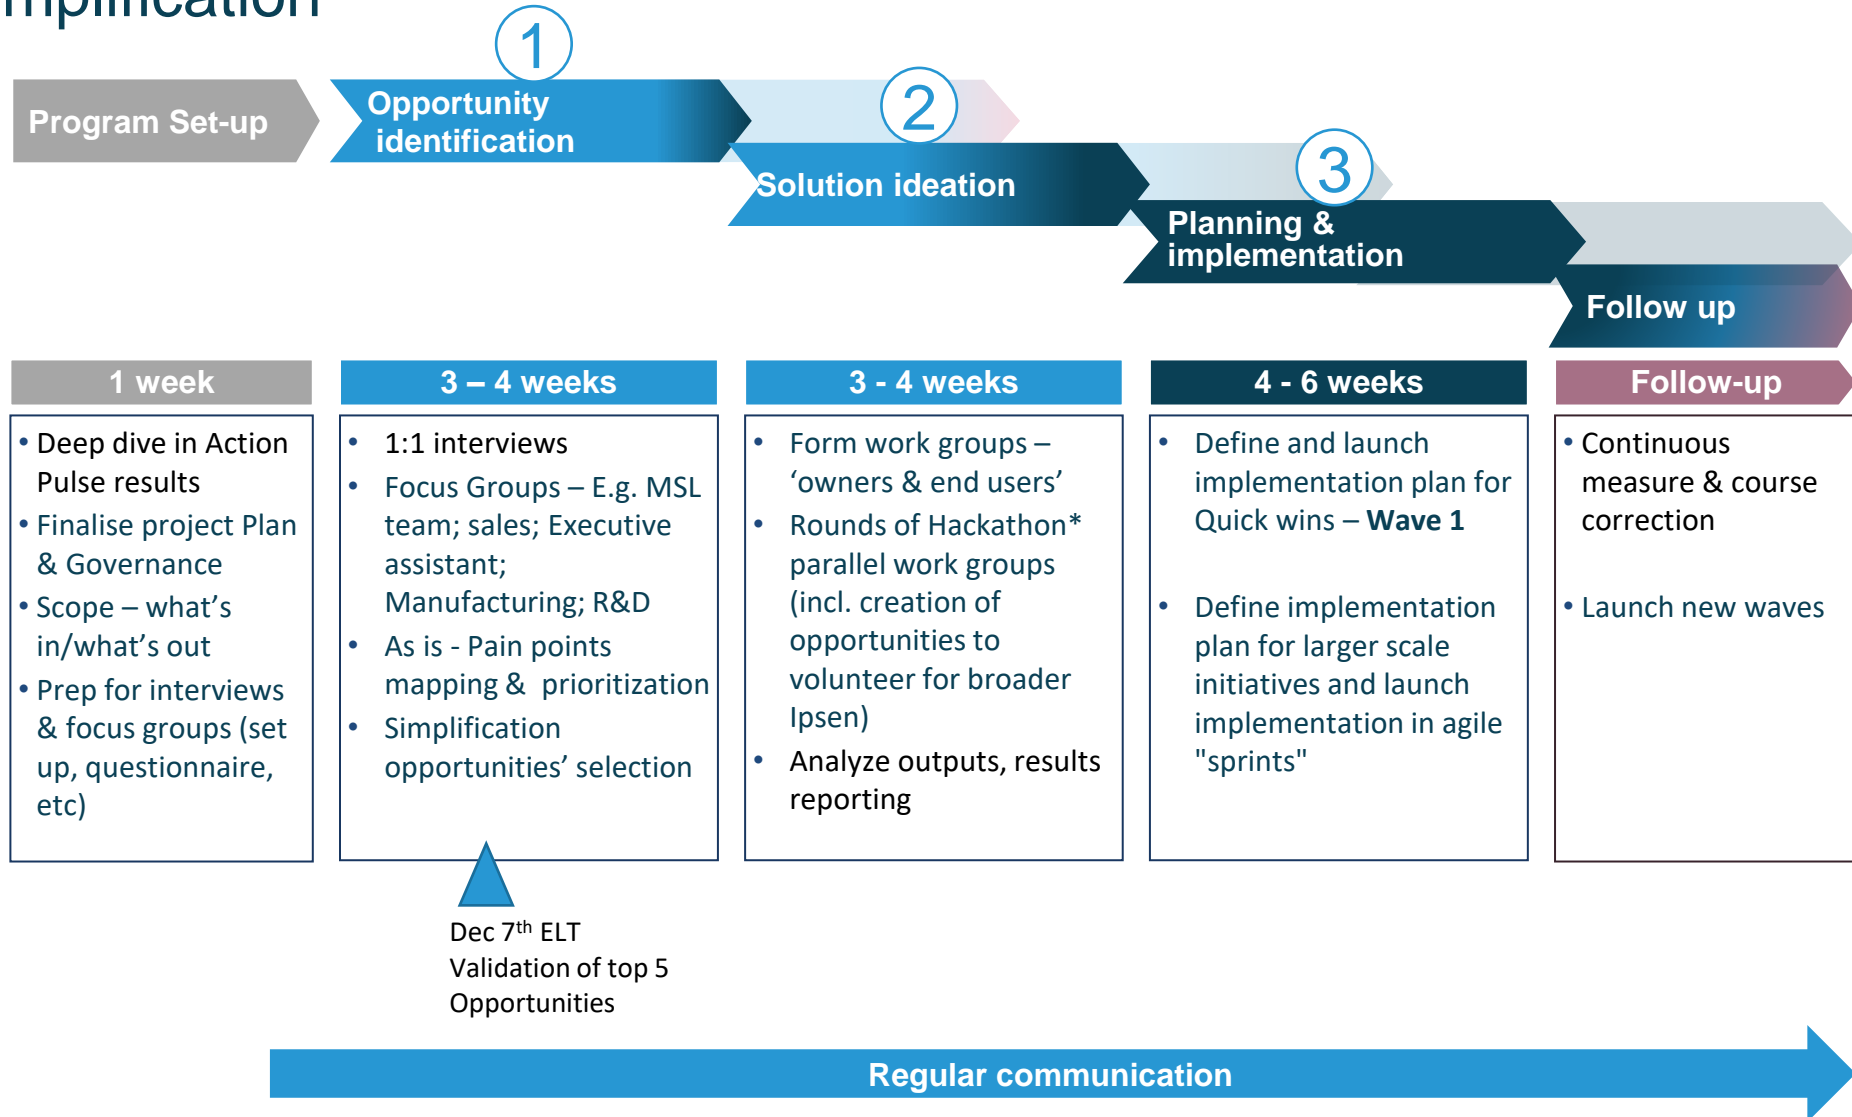 mplification
1
Program Set-up
Opportunity
identification
2
Solution ideation
3
Planning &
implementation
Follow up
1 week
3 – 4 weeks
3 - 4 weeks
4 - 6 weeks
Follow-up
• Deep dive in Action
Pulse results
• Finalise project Plan
& Governance
• Scope – what’s
in/what’s out
• Prep for interviews
& focus groups (set
up, questionnaire,
etc)
• 1:1 interviews
• Focus Groups – E.g. MSL
team; sales; Executive
assistant;
Manufacturing; R&D
• As is - Pain points
mapping & prioritization
• Simplification
opportunities’ selection
• Form work groups –
‘owners & end users’
• Rounds of Hackathon*
parallel work groups
(incl. creation of
opportunities to
volunteer for broader
Ipsen)
• Analyze outputs, results
reporting
• Define and launch
implementation plan for
Quick wins – Wave 1
• Define implementation
plan for larger scale
initiatives and launch
implementation in agile
"sprints"
• Continuous
measure & course
correction
• Launch new waves
Dec 7th ELT
Validation of top 5
Opportunities
Regular communication